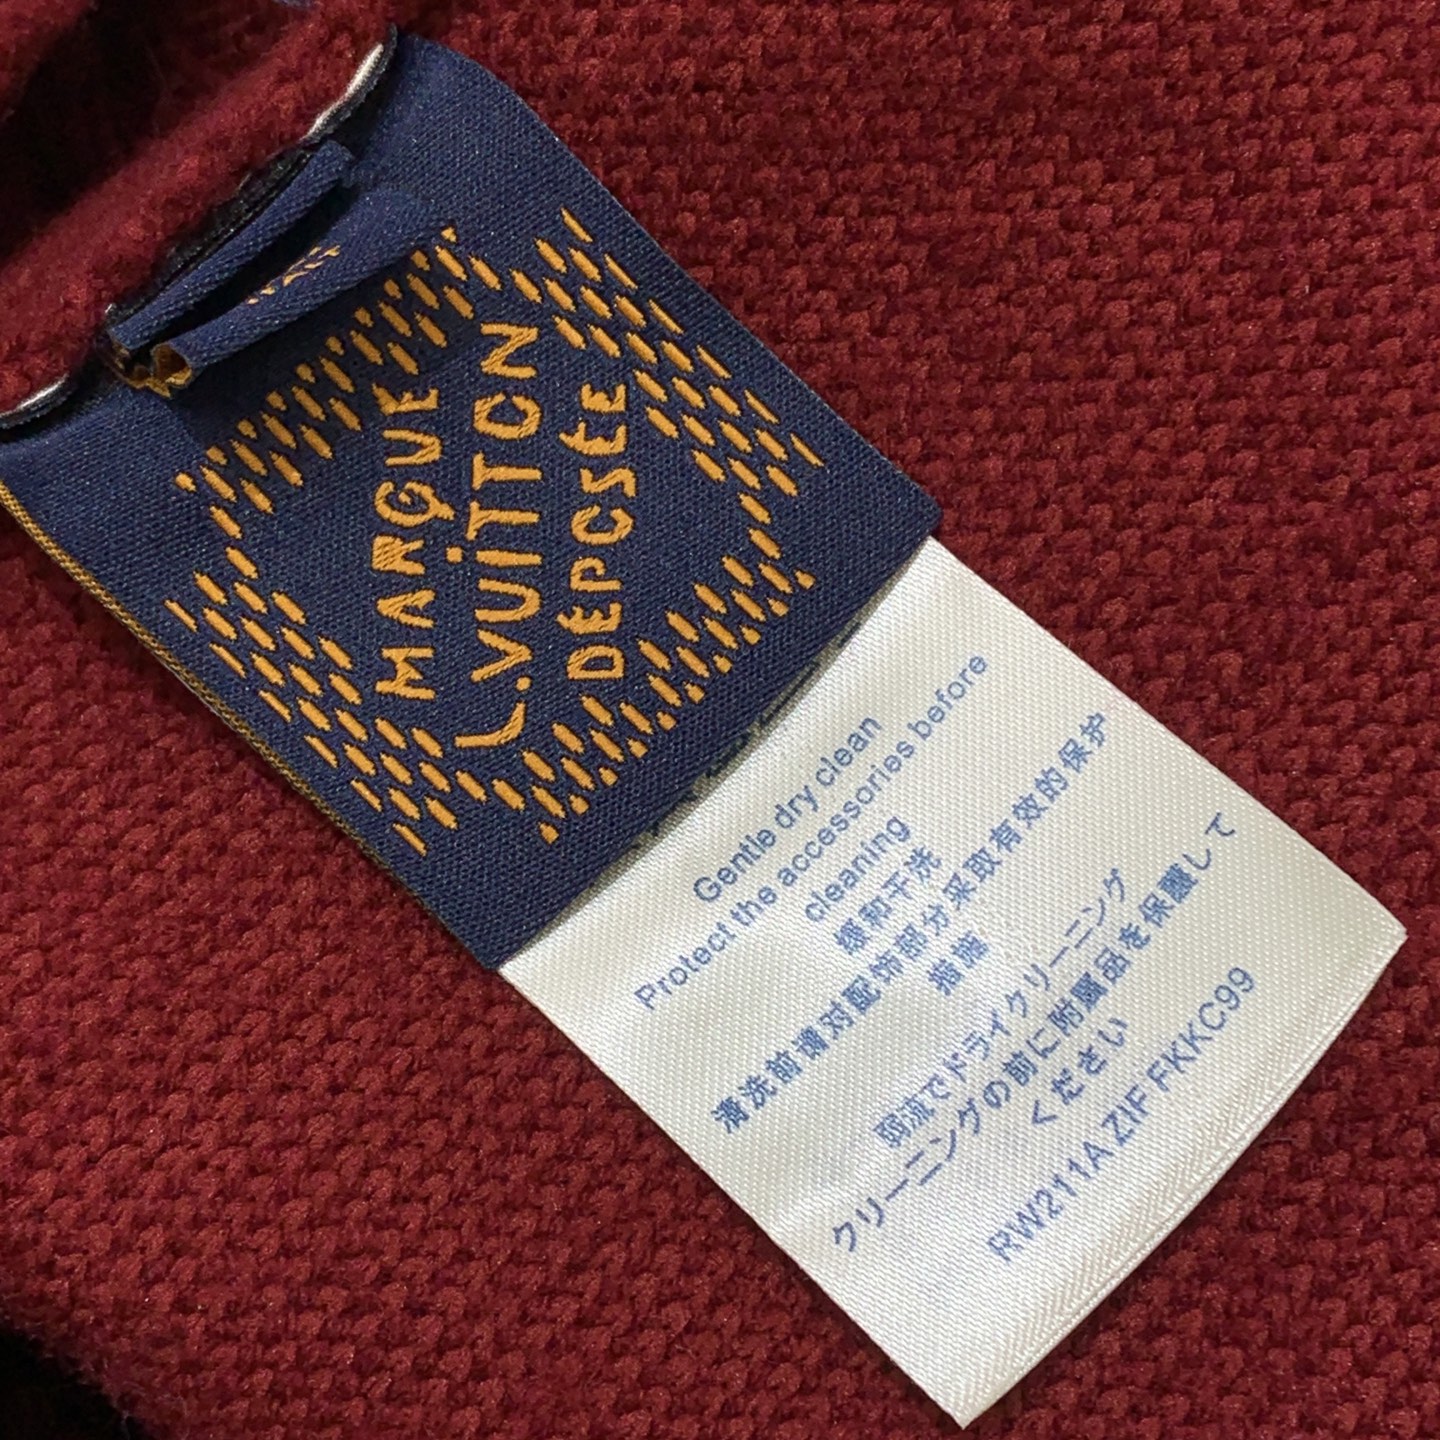 MARQUE
L.VUITTON
DÉPOSÉE
Gentle dry clean
Protect the accessories before
cleaning
缓和干洗
清洗前请对配饰部分采取有效的保护
措施
弱流でドライクリーニング
クリーニングの前に附属品を保護して
ください
RW211A ZIF FKKC99